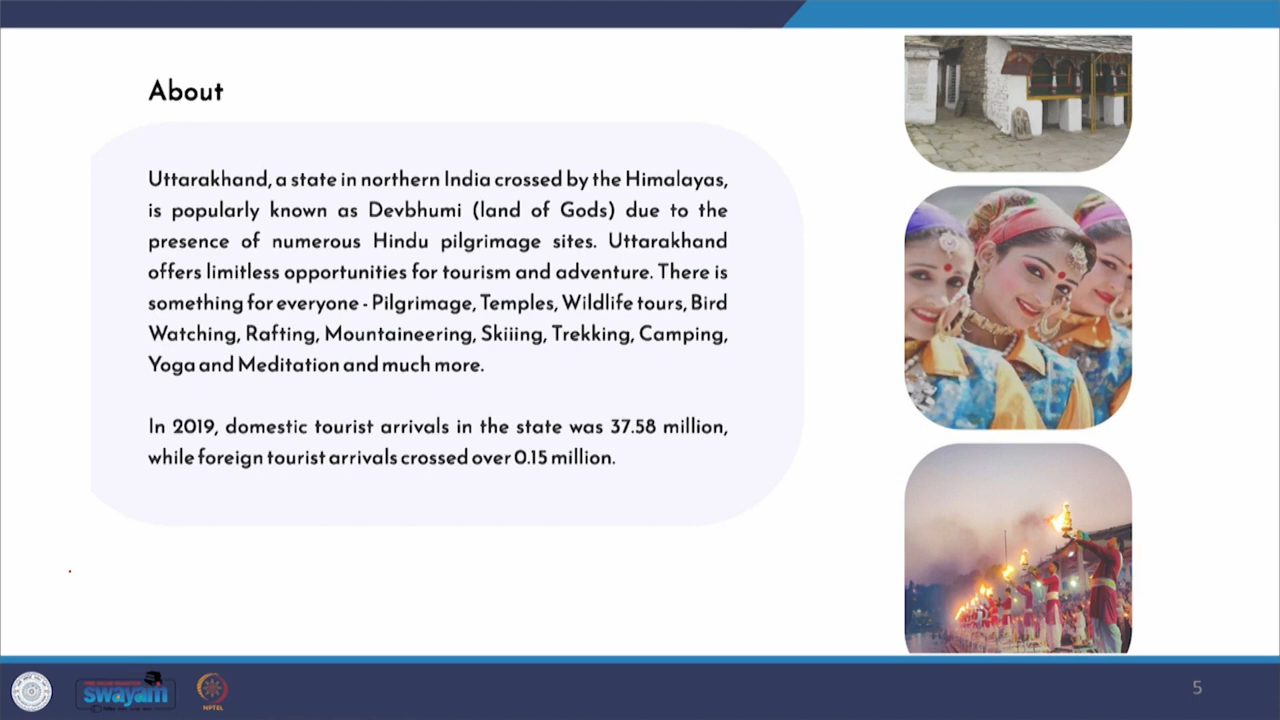 About
Uttarakhand, a state in northern India crossed by the Himalayas,
is popularly known as Devbhumi (land of Gods) due to the
presence of numerous Hindu pilgrimage sites. Uttarakhand
offers limitless opportunities for tourism and adventure. There is
something for everyone - Pilgrimage, Temples, Wildlife tours, Bird
Watching, Rafting, Mountaineering, Skiiing, Trekking, Camping,
Yoga and Meditation and much more.
In 2019, domestic tourist arrivals in the state was 37.58 million,
while foreign tourist arrivals crossed over 0.15 million.
swayam
NPTEL
5